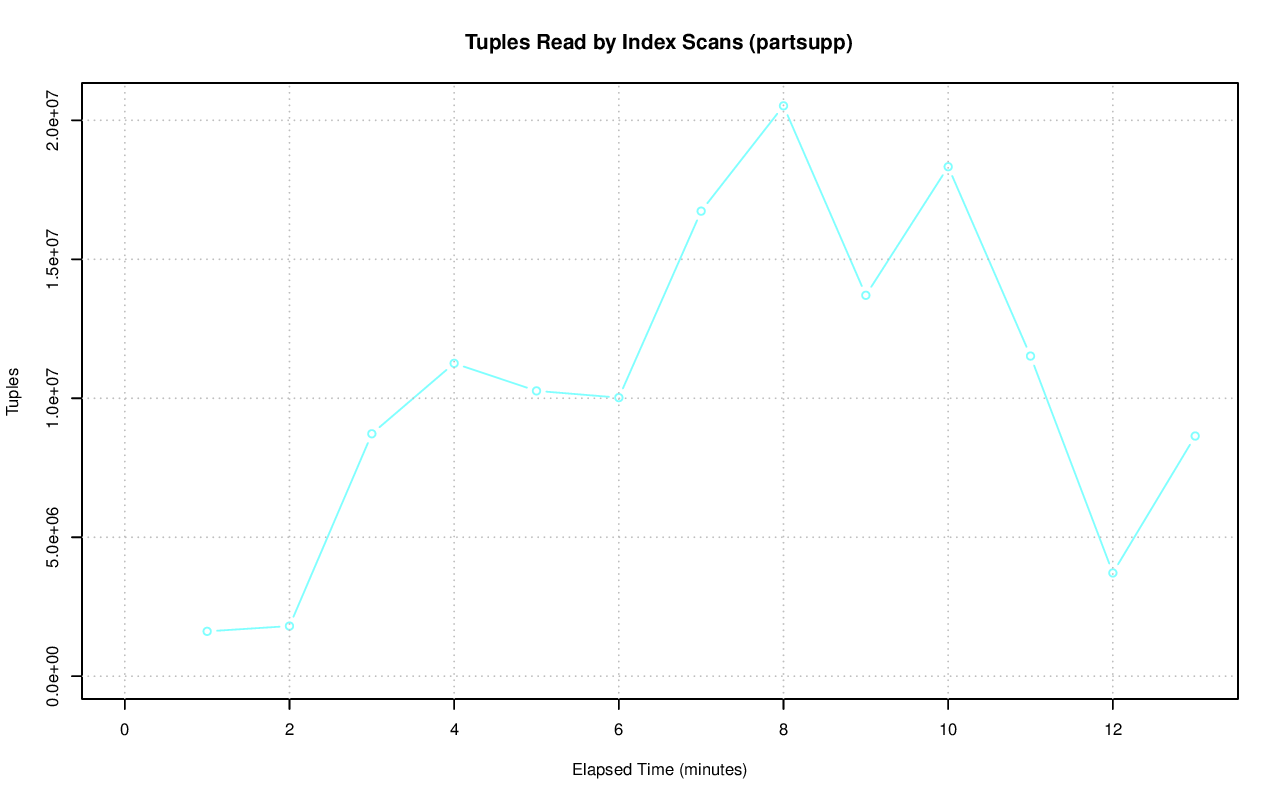 Tuples Read by Index Scans (partsupp)
Tuples
2.0e+07
1.5e+07
1.0e+07
5.0e+06
0.0e+00
0 2 4 6 8 10 12
Elapsed Time (minutes)